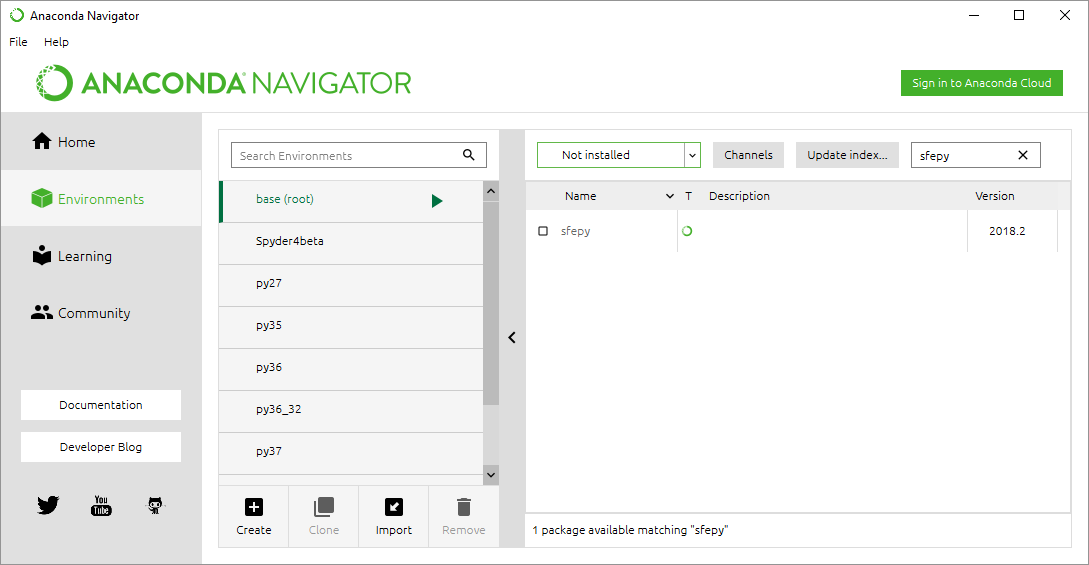 Anaconda Navigator
File Help
ANACONDA NAVIGATOR
Sign in to Anaconda Cloud
Home
Environments
Learning
Community
Documentation
Developer Blog
You Tube
Search Environments
base (root)
Spyder4beta
py27
py35
py36
py36_32
py37
Create Clone Import Remove
Not installed Channels Update index... sfepy
Name T Description Version
sfepy 2018.2
1 package available matching "sfepy"